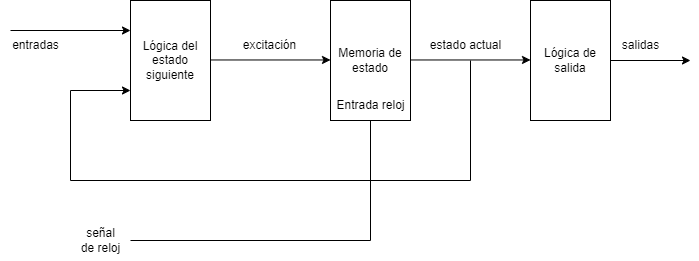 entradas
Lógica del
estado
siguiente
excitación
Memoria de
estado
Entrada reloj
estado actual
Lógica de
salida
salidas
señal
de reloj